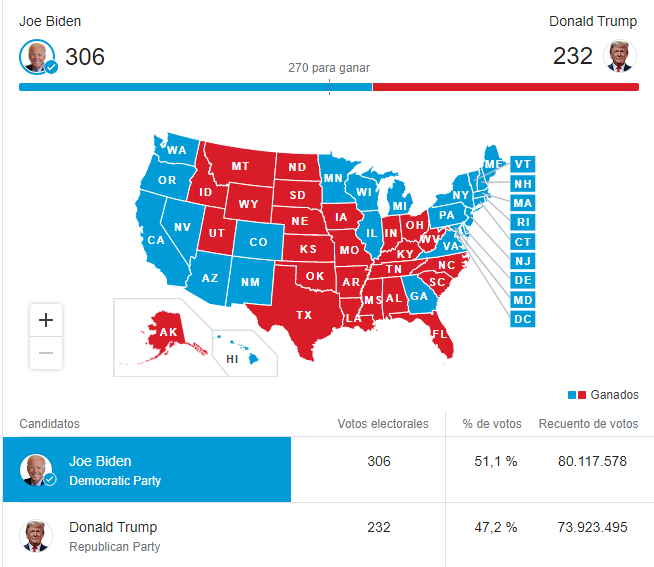 Joe Biden
Donald Trump
306
232
270 para ganar
WA
OR
CA
NV
ID
MT
WY
UT
AZ
CO
NM
ND
SD
NE
KS
OK
TX
MN
IA
MO
AR
LA
WI
IL
MI
IN
OH
KY
TN
MS
AL
GA
FL
SC
NC
WV
VA
PA
NY
ME
VT
NH
MA
RI
CT
NJ
DE
MD
DC
AK
HI
+
−
Ganados
Candidatos Votos electorales % de votos Recuento de votos
Joe Biden 306 51,1 % 80.117.578
Democratic Party
Donald Trump 232 47,2 % 73.923.495
Republican Party